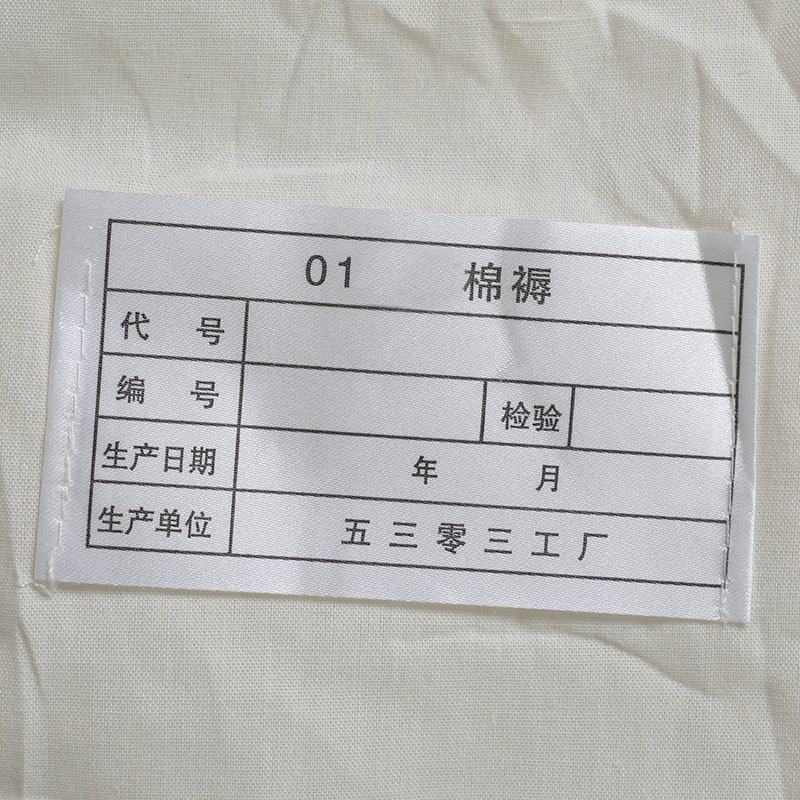 01 棉褥
代 号
编 号 检验
生产日期 年 月
生产单位 五三零三工厂